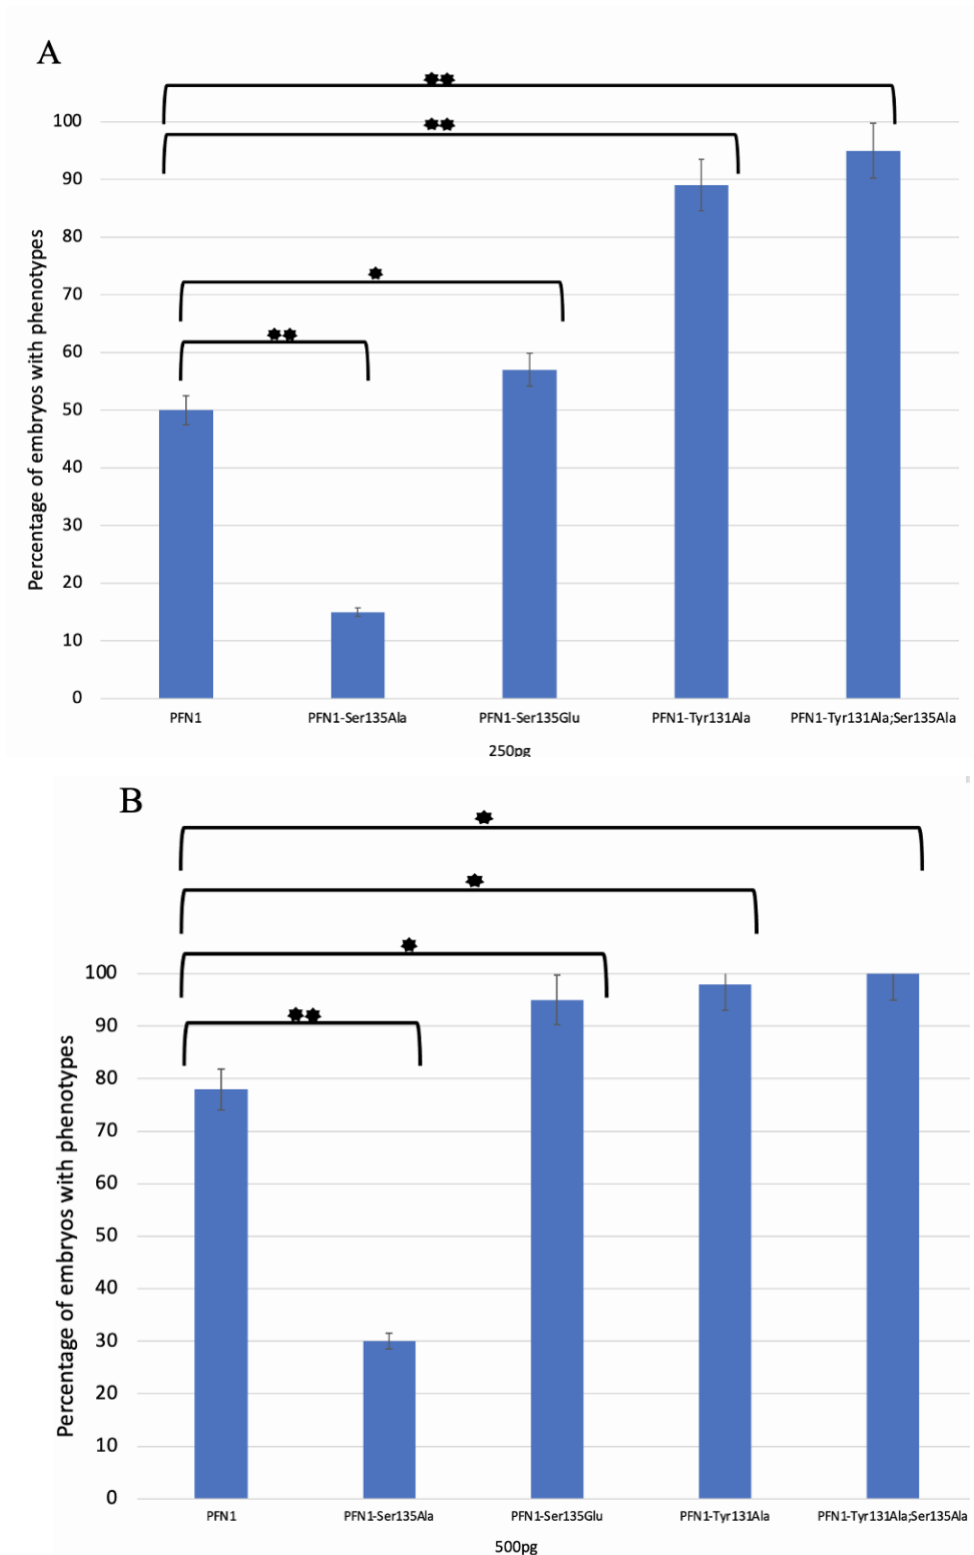 A
**
**
*
**
100
90
80
70
60
50
40
30
20
10
0
Percentage of embryos with phenotypes
PFN1
PFN1-Ser135Ala
PFN1-Ser135Glu
PFN1-Tyr131Ala
PFN1-Tyr131Ala;Ser135Ala
250pg
B
*
*
*
**
100
90
80
70
60
50
40
30
20
10
0
Percentage of embryos with phenotypes
PFN1
PFN1-Ser135Ala
PFN1-Ser135Glu
PFN1-Tyr131Ala
PFN1-Tyr131Ala;Ser135Ala
500pg